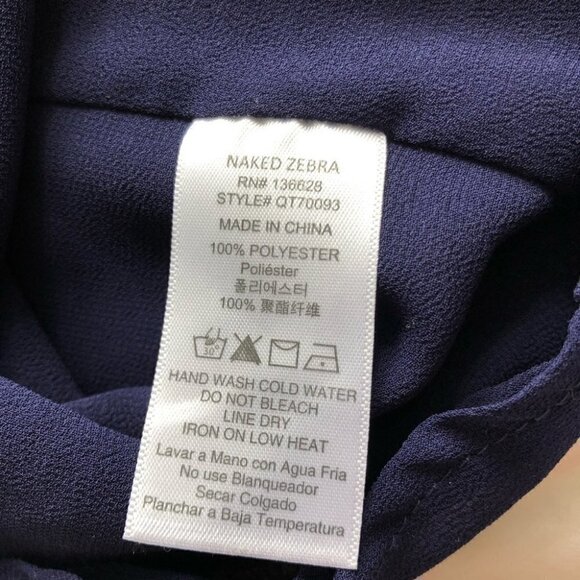 NAKED ZEBRA
RN# 136628
STYLE# QT70093
MADE IN CHINA
100% POLYESTER
Poliéster
폴리에스터
100% 聚酯纤维
30°
HAND WASH COLD WATER
DO NOT BLEACH
LINE DRY
IRON ON LOW HEAT
Lavar a Mano con Agua Fria
No use Blanqueador
Secar Colgado
Planchar a Baja Temperatura